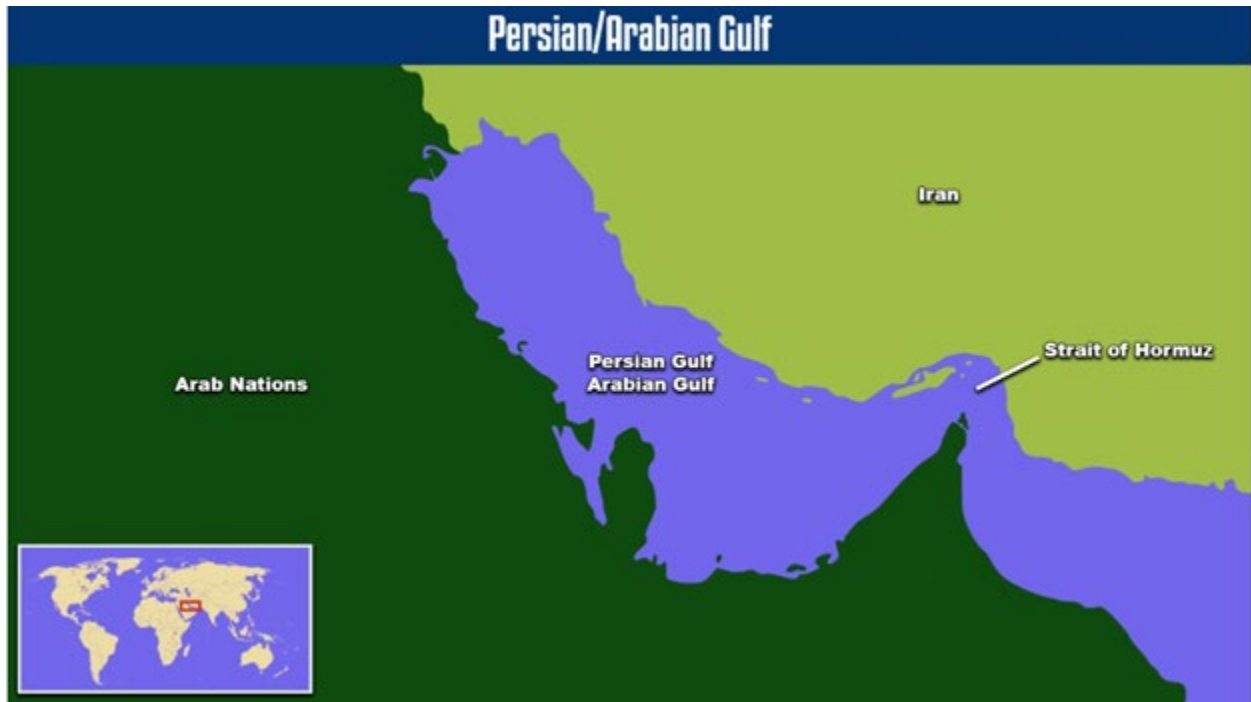 Persian/Arabian Gulf
Iran
Strait of Hormuz
Persian Gulf
Arabian Gulf
Arab Nations